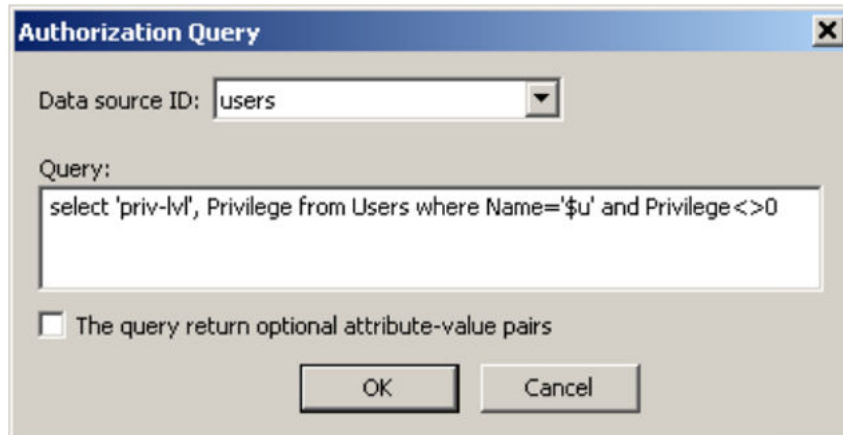 Authorization Query
Data source ID: users
Query:
select 'priv-lvl', Privilege from Users where Name='$u' and Privilege<>0
The query return optional attribute-value pairs
OK Cancel